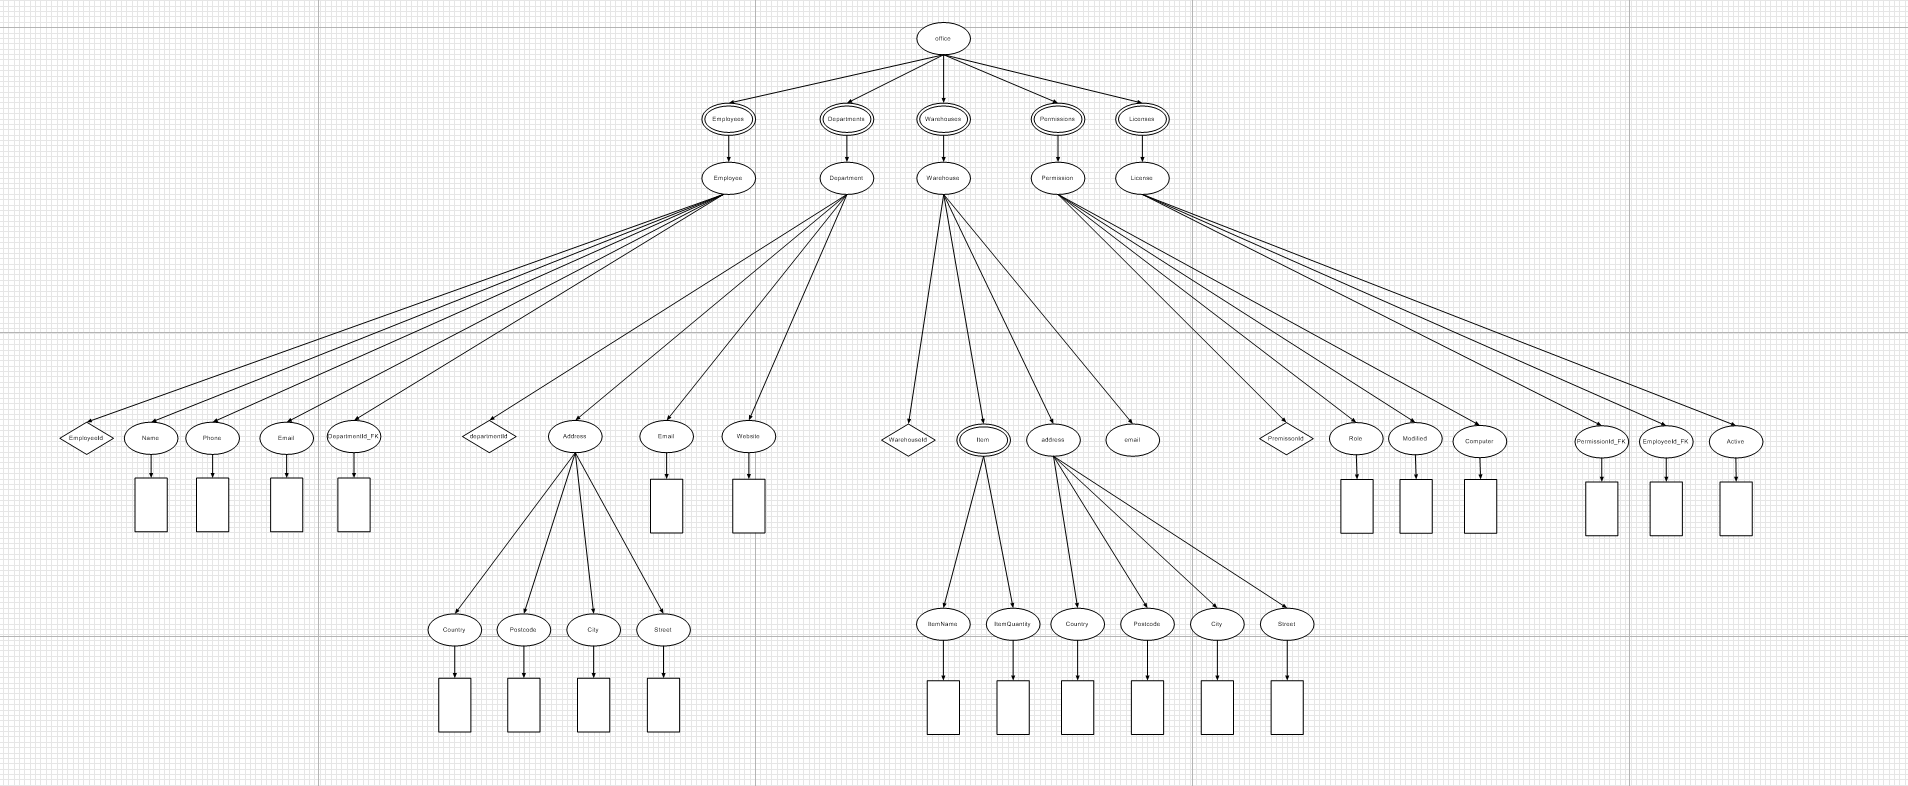 office
Employees
Departments
Warehouses
Permissions
Licenses
Employee
Department
Warehouse
Permission
License
EmployeeId
Name
Phone
Email
DepartmentId_FK
departmentId
Address
Email
Website
WarehouseId
Item
address
email
PremissonId
Role
Modified
Computer
PermissionId_FK
EmployeeId_FK
Active
Country
Postcode
City
Street
ItemName
ItemQuantity
Country
Postcode
City
Street